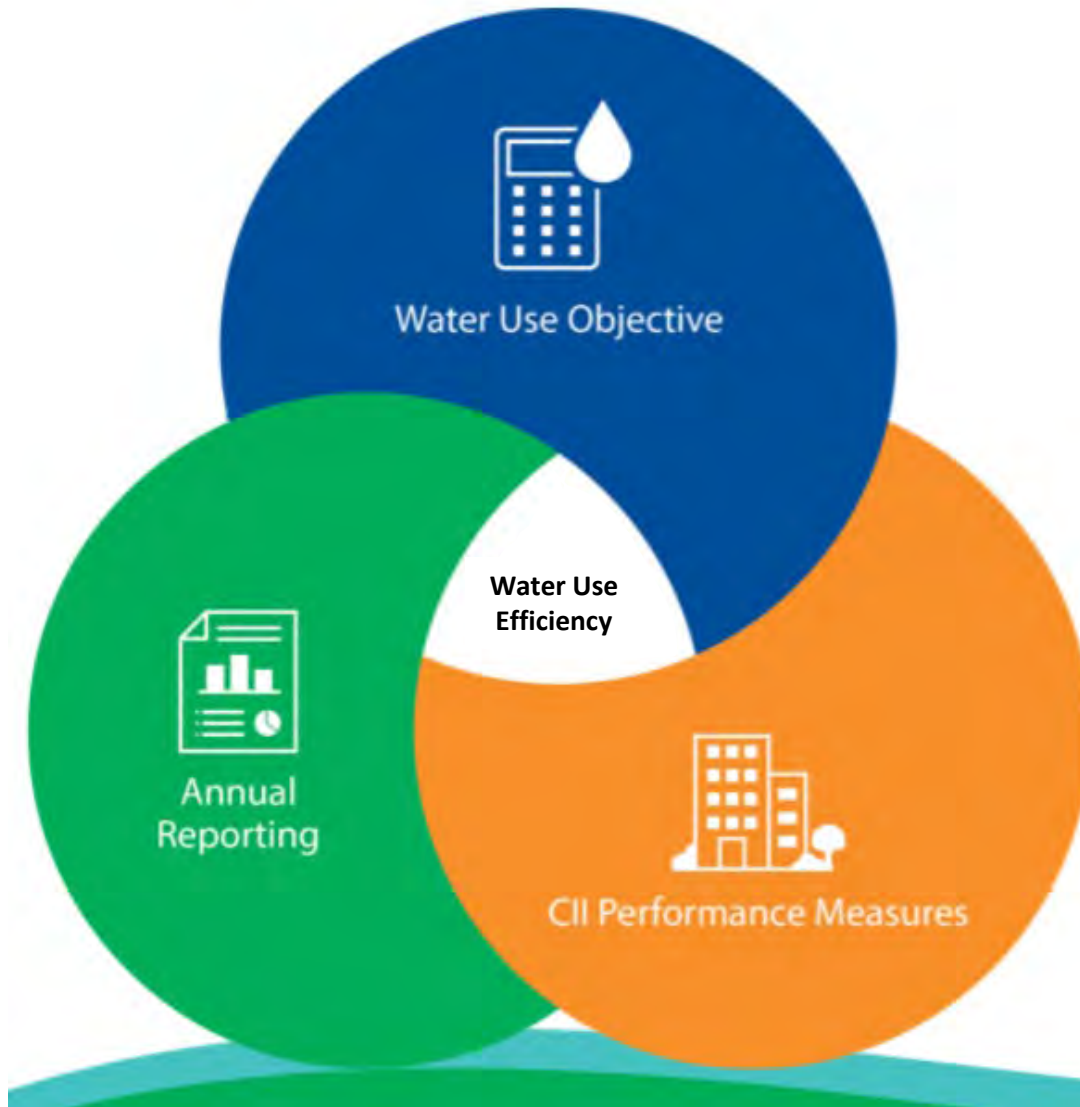 Water Use Objective
Water Use
Efficiency
Annual
Reporting
CII Performance Measures